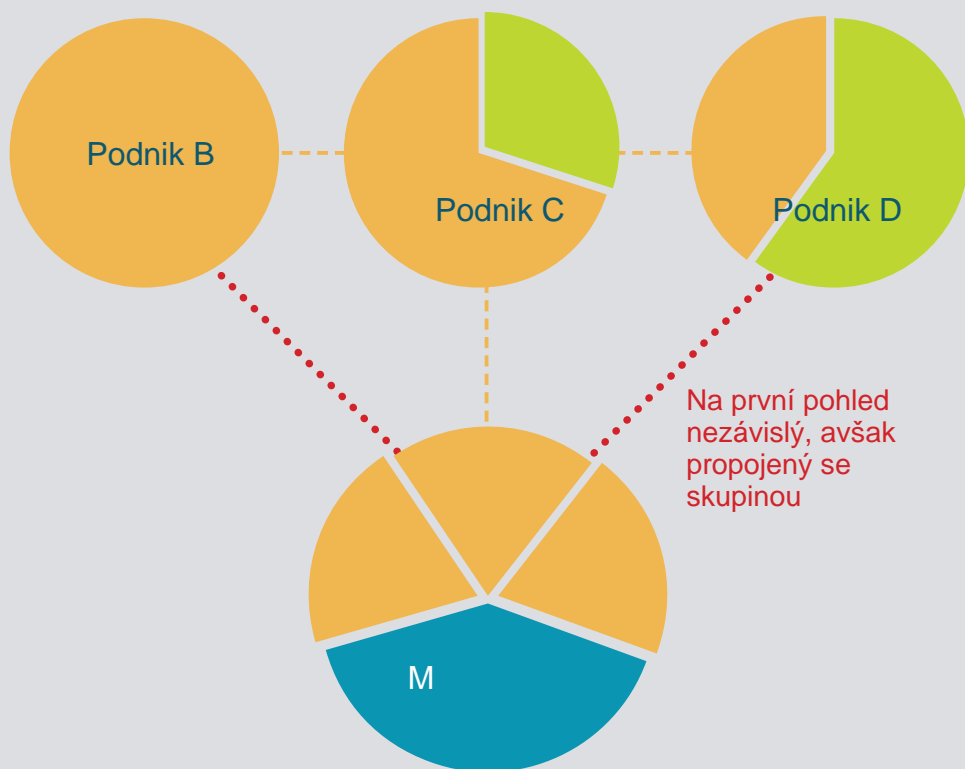 Podnik B
Podnik C
Podnik D
Na první pohled
nezávislý, avšak
propojený se
skupinou
M